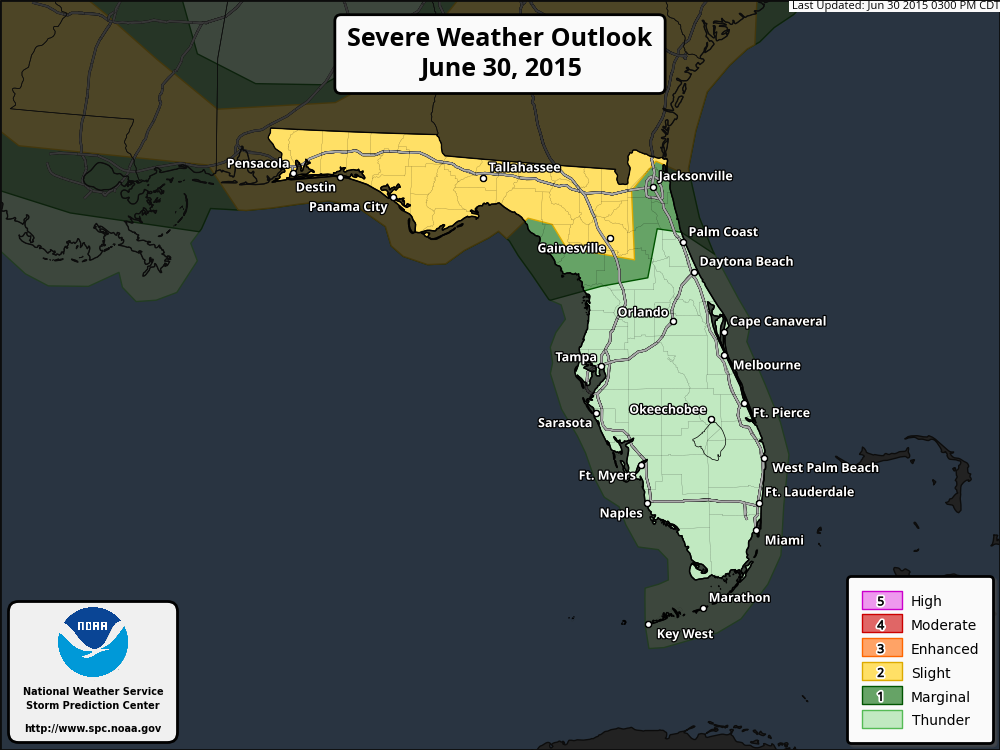 Last Updated: Jun 30 2015 0300 PM CDT
Severe Weather Outlook
June 30, 2015
Pensacola
Destin
Panama City
Tallahassee
Jacksonville
Gainesville
Palm Coast
Daytona Beach
Orlando
Cape Canaveral
Tampa
Melbourne
Okeechobee
Ft. Pierce
Sarasota
Ft. Myers
West Palm Beach
Ft. Lauderdale
Naples
Miami
Marathon
Key West
NOAA
National Weather Service
Storm Prediction Center
http://www.spc.noaa.gov
5 High
4 Moderate
3 Enhanced
2 Slight
1 Marginal
Thunder